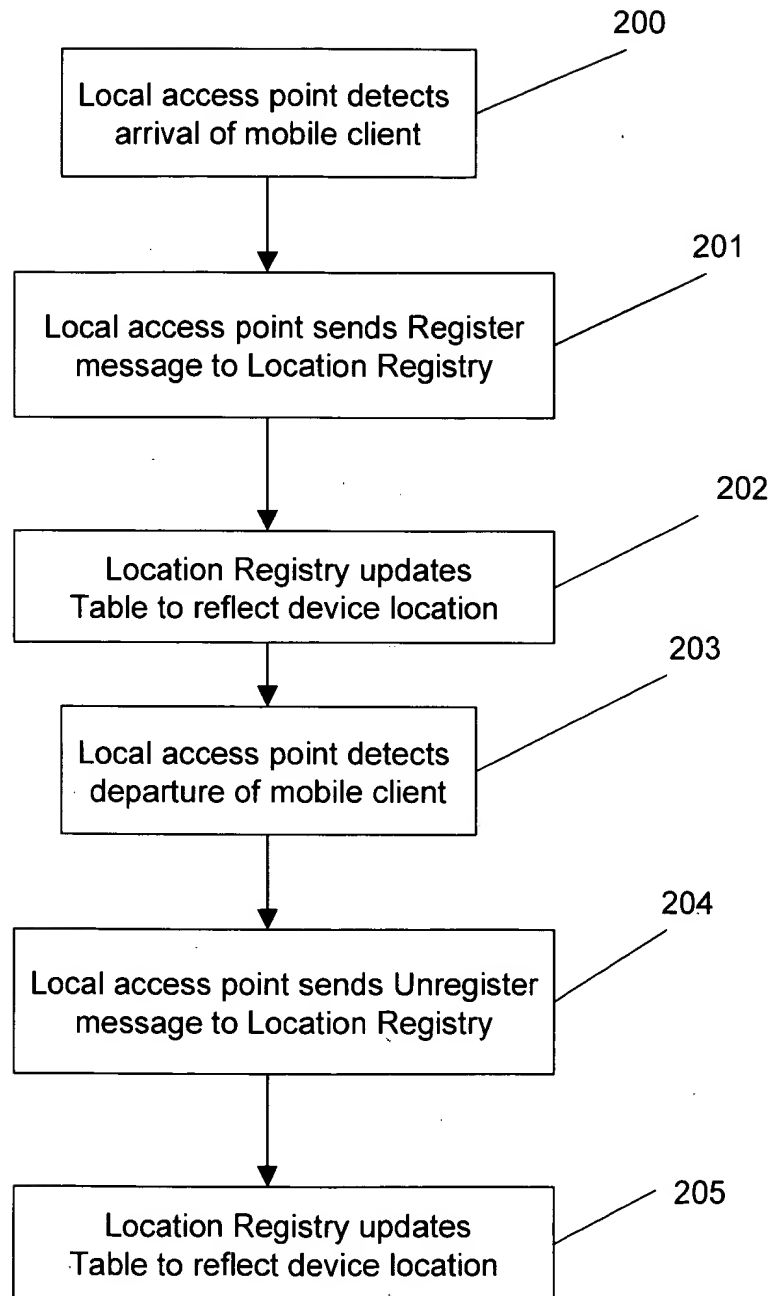 200
Local access point detects
arrival of mobile client
201
Local access point sends Register
message to Location Registry
202
Location Registry updates
Table to reflect device location
203
Local access point detects
departure of mobile client
204
Local access point sends Unregister
message to Location Registry
205
Location Registry updates
Table to reflect device location